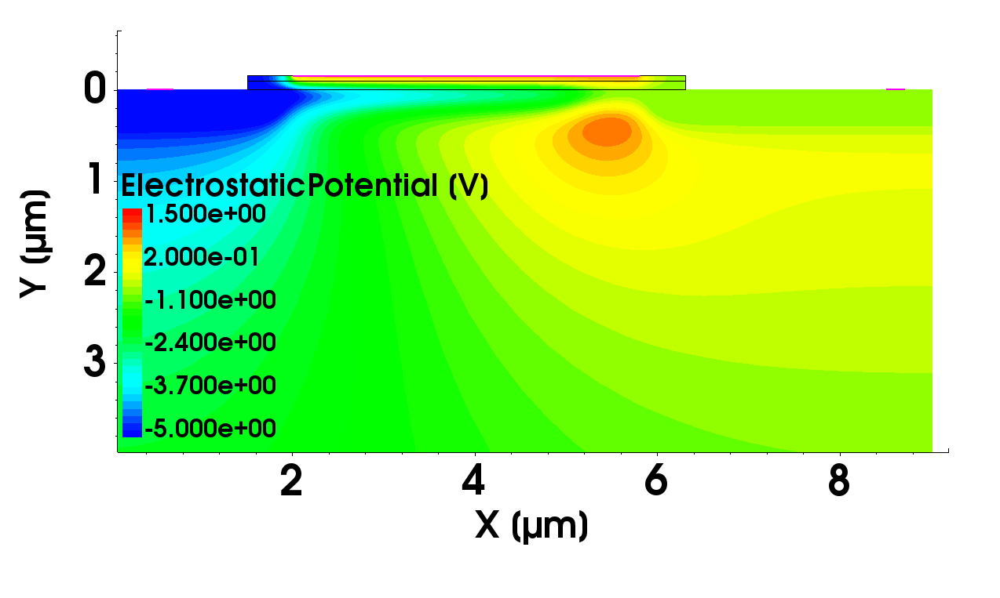 0
1
2
3
Y (µm)
ElectrostaticPotential (V)
1.500e+00
2.000e-01
-1.100e+00
-2.400e+00
-3.700e+00
-5.000e+00
2 4 6 8
X (µm)